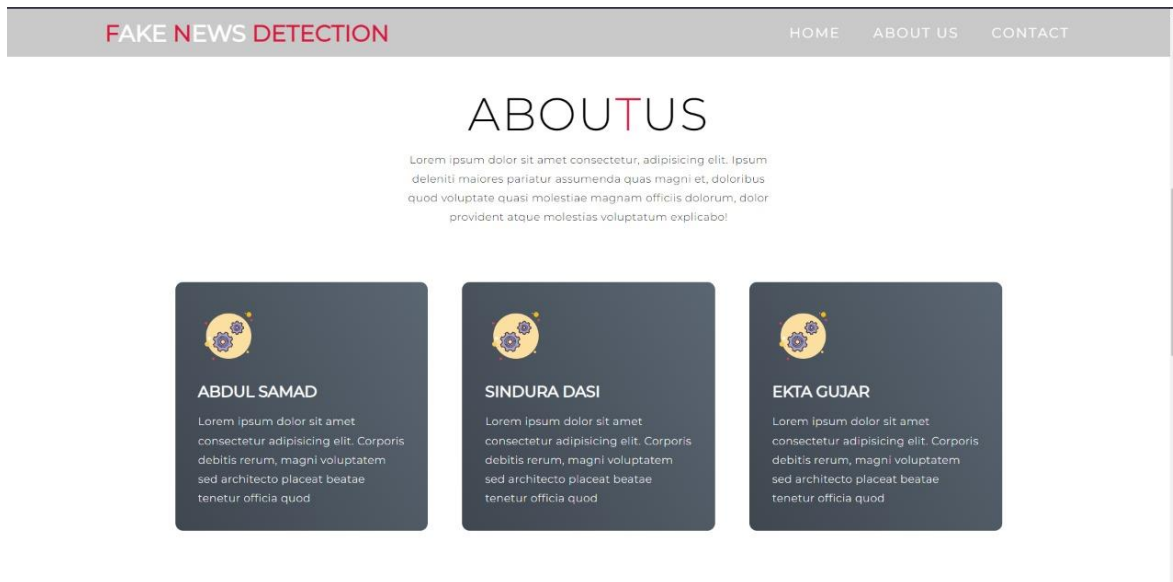 FAKE NEWS DETECTION
HOME ABOUT US CONTACT
ABOUTUS
Lorem ipsum dolor sit amet consectetur, adipisicing elit. Ipsum
deleniti maiores pariatur assumenda quas magni et, doloribus
quod voluptate quasi molestiae magnam officiis dolorum, dolor
provident atque molestias voluptatum explicabo!
ABDUL SAMAD
Lorem ipsum dolor sit amet
consectetur adipisicing elit. Corporis
debitis rerum, magni voluptatem
sed architecto placeat beatae
tenetur officia quod
SINDURA DASI
Lorem ipsum dolor sit amet
consectetur adipisicing elit. Corporis
debitis rerum, magni voluptatem
sed architecto placeat beatae
tenetur officia quod
EKTA GUJAR
Lorem ipsum dolor sit amet
consectetur adipisicing elit. Corporis
debitis rerum, magni voluptatem
sed architecto placeat beatae
tenetur officia quod